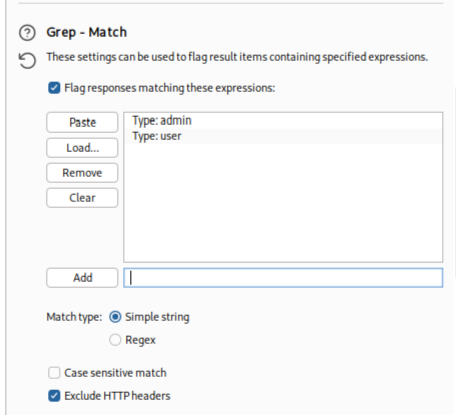 Grep - Match
These settings can be used to flag result items containing specified expressions.
Flag responses matching these expressions:
Paste
Type: admin
Type: user
Load...
Remove
Clear
Add
Match type: Simple string
Regex
Case sensitive match
Exclude HTTP headers